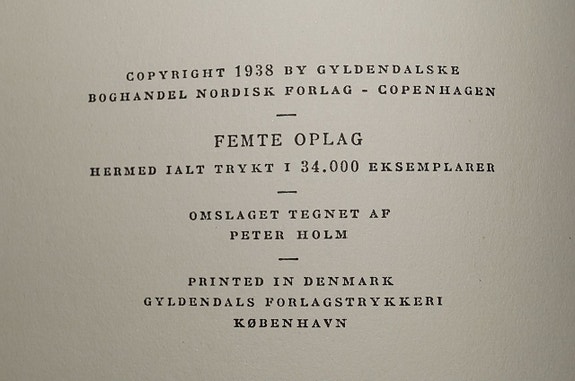 COPYRIGHT 1938 BY GYLDENDALSKE
BOGHANDEL NORDISK FORLAG - COPENHAGEN
—
FEMTE OPLAG
HERMED IALT TRYKT I 34.000 EKSEMPLARER
—
OMSLAGET TEGNET AF
PETER HOLM
—
PRINTED IN DENMARK
GYLDENDALS FORLAGSTRYKKERI
KØBENHAVN